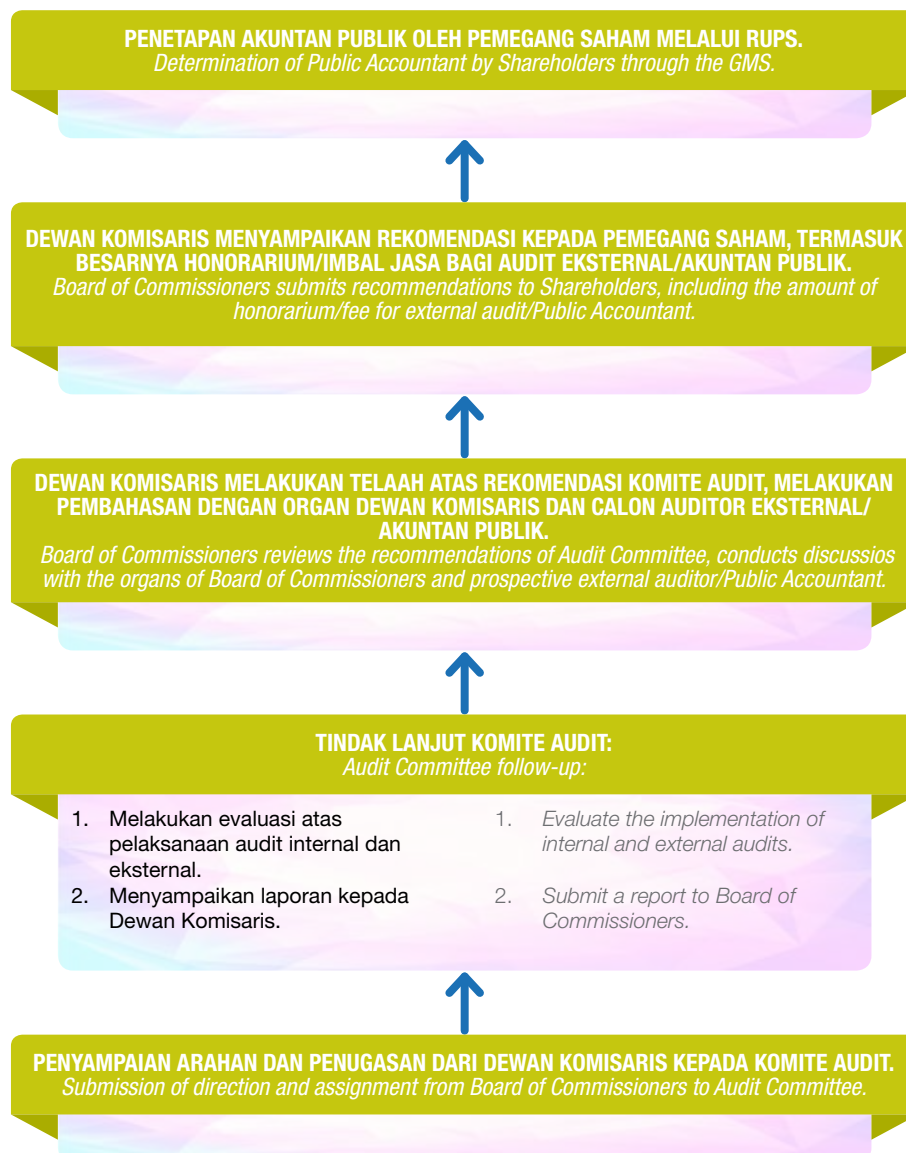 PENETAPAN AKUNTAN PUBLIK OLEH PEMEGANG SAHAM MELALUI RUPS.
Determination of Public Accountant by Shareholders through the GMS.
DEWAN KOMISARIS MENYAMPAIKAN REKOMENDASI KEPADA PEMEGANG SAHAM, TERMASUK
BESARNYA HONORARIUM/IMBAL JASA BAGI AUDIT EKSTERNAL/AKUNTAN PUBLIK.
Board of Commissioners submits recommendations to Shareholders, including the amount of
honorarium/fee for external audit/Public Accountant.
DEWAN KOMISARIS MELAKUKAN TELAAH ATAS REKOMENDASI KOMITE AUDIT, MELAKUKAN
PEMBAHASAN DENGAN ORGAN DEWAN KOMISARIS DAN CALON AUDITOR EKSTERNAL/
AKUNTAN PUBLIK.
Board of Commissioners reviews the recommendations of Audit Committee, conducts discussios
with the organs of Board of Commissioners and prospective external auditor/Public Accountant.
TINDAK LANJUT KOMITE AUDIT:
Audit Committee follow-up:
1. Melakukan evaluasi atas
pelaksanaan audit internal dan
eksternal.
2. Menyampaikan laporan kepada
Dewan Komisaris.
1. Evaluate the implementation of
internal and external audits.
2. Submit a report to Board of
Commissioners.
PENYAMPAIAN ARAHAN DAN PENUGASAN DARI DEWAN KOMISARIS KEPADA KOMITE AUDIT.
Submission of direction and assignment from Board of Commissioners to Audit Committee.